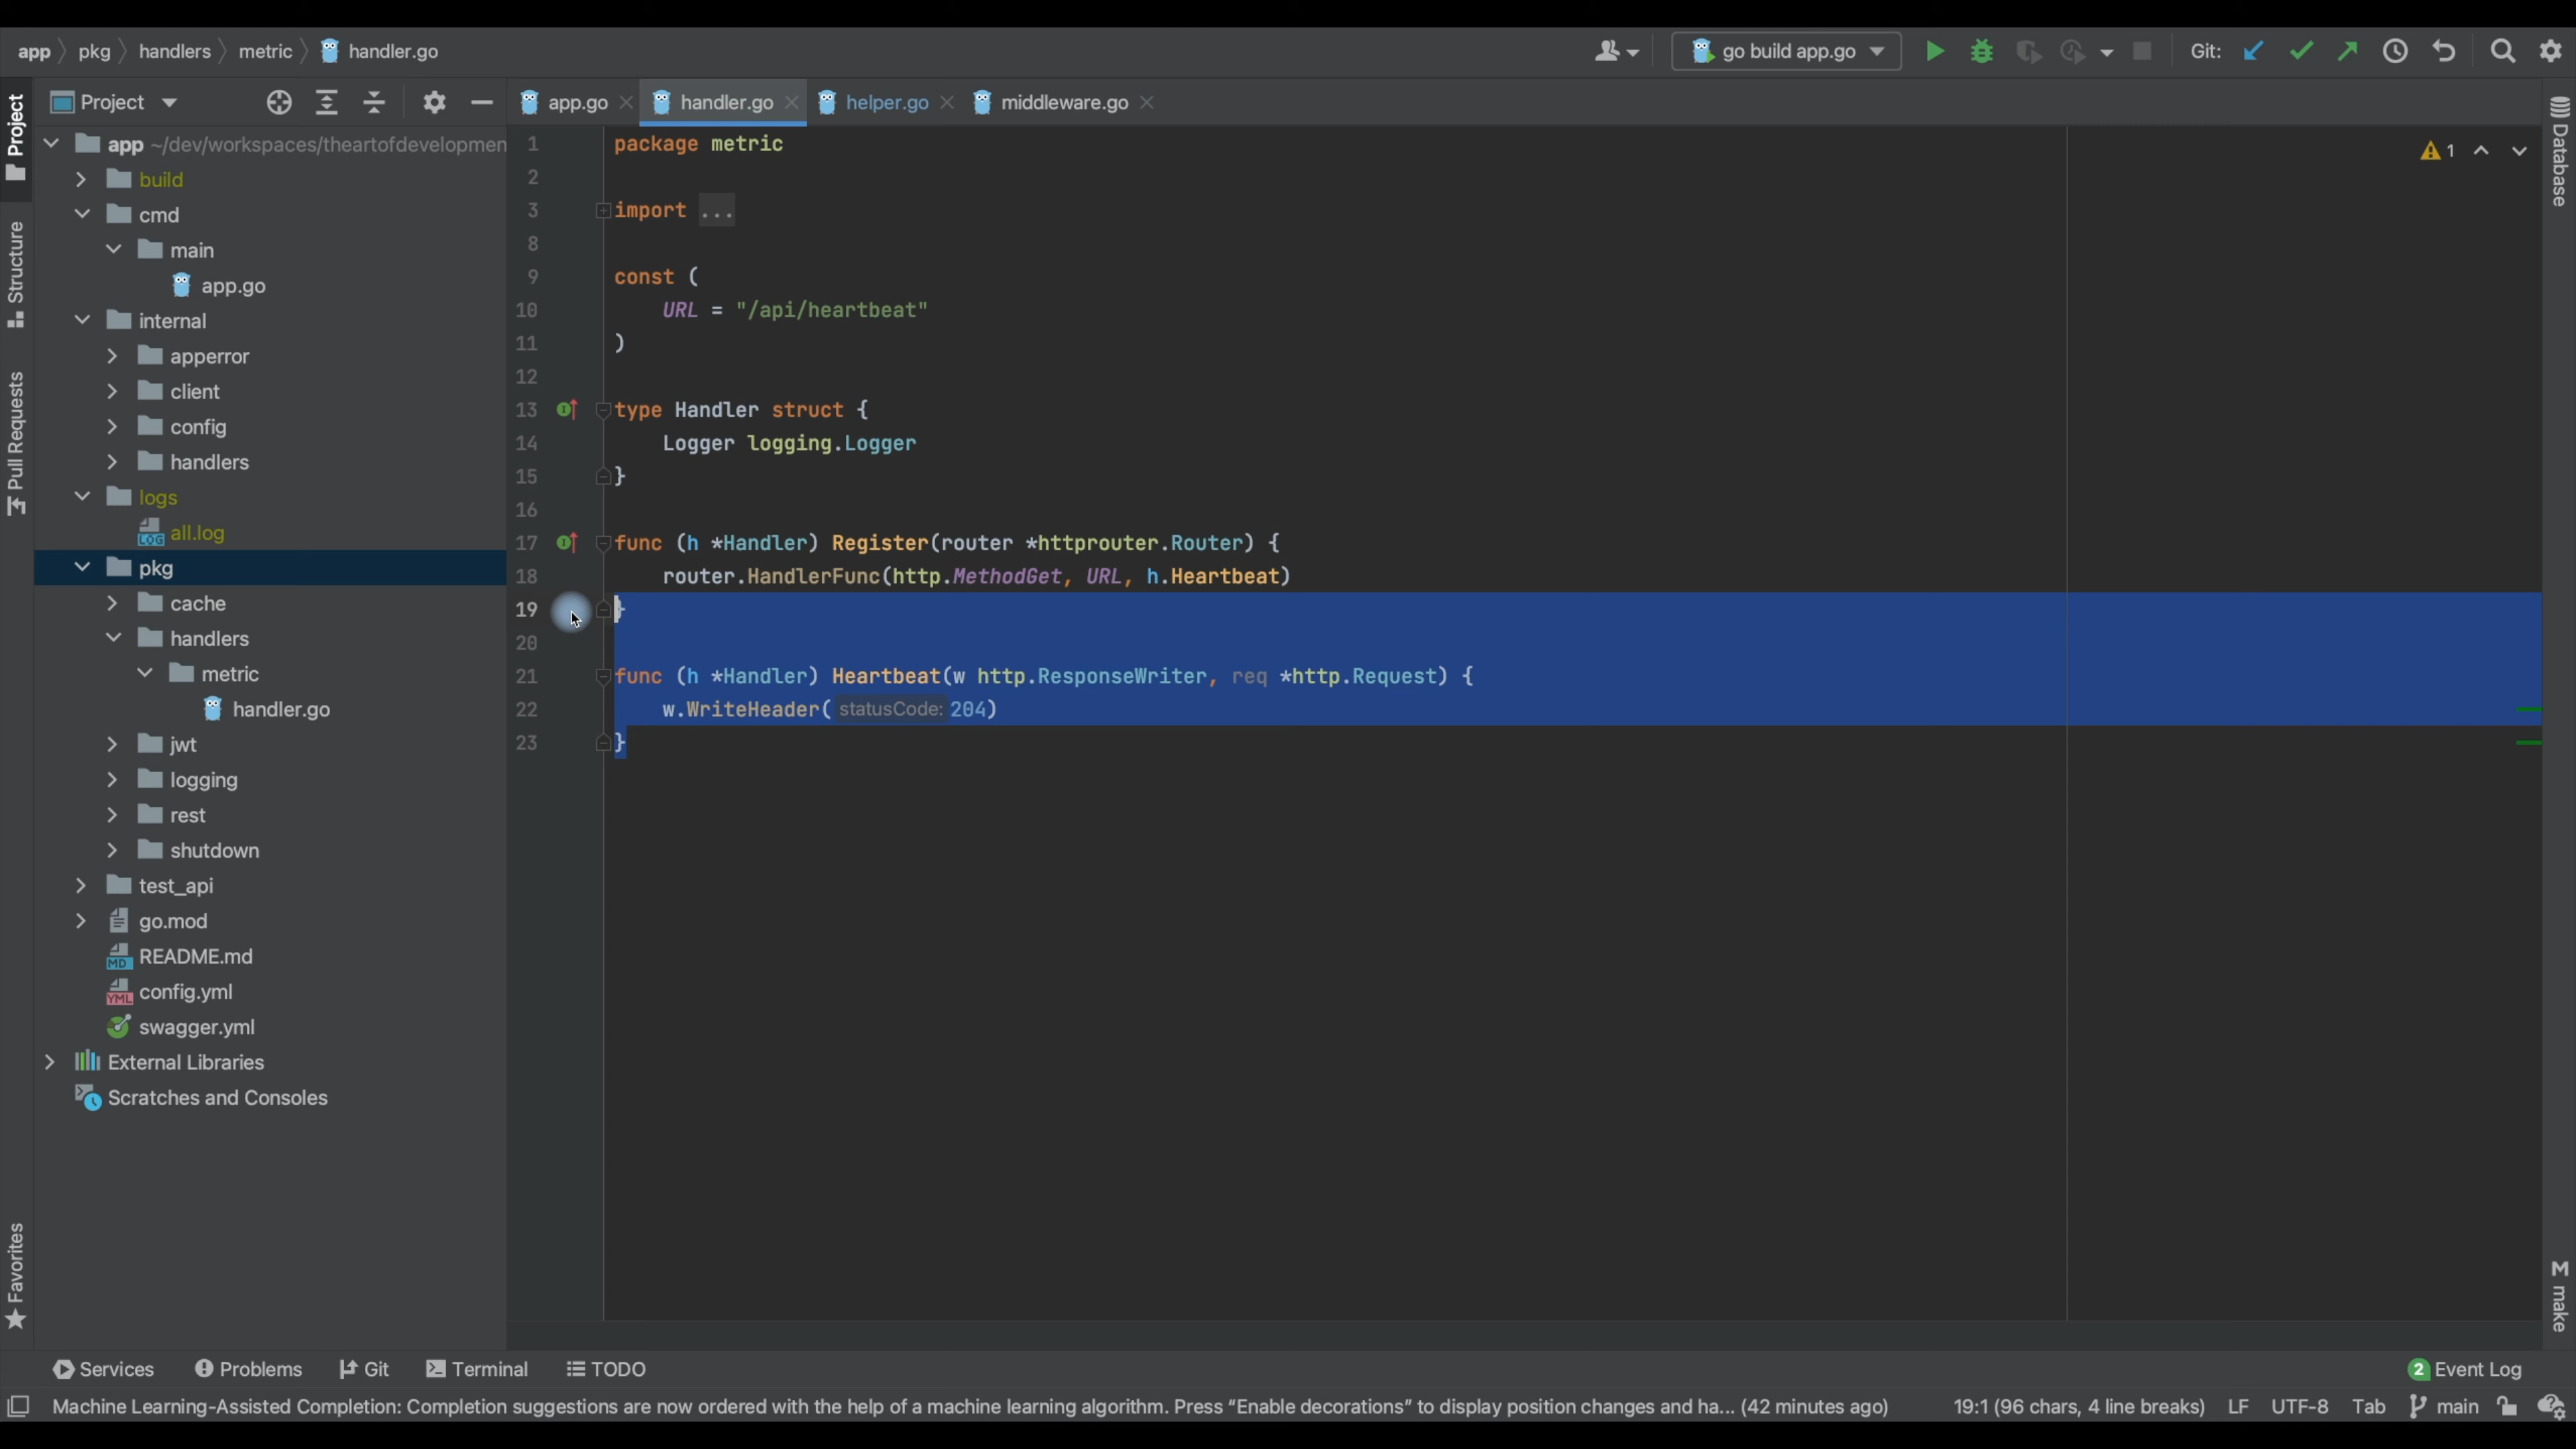 app pkg handlers metric handler.go
go build app.go
Git:
Project
app.go handler.go helper.go middleware.go
Project
Structure
Pull Requests
Favorites
app ~/dev/workspaces/theartofdevelopmen
build
cmd
main
app.go
internal
apperror
client
config
handlers
logs
all.log
pkg
cache
handlers
metric
handler.go
jwt
logging
rest
shutdown
test_api
go.mod
README.md
config.yml
swagger.yml
External Libraries
Scratches and Consoles
1 package metric
2
3 import ...
8
9 const (
10 URL = "/api/heartbeat"
11 )
12
13 type Handler struct {
14 Logger logging.Logger
15 }
16
17 func (h *Handler) Register(router *httprouter.Router) {
18 router.HandlerFunc(http.MethodGet, URL, h.Heartbeat)
19 }
20
21 func (h *Handler) Heartbeat(w http.ResponseWriter, req *http.Request) {
22 w.WriteHeader( statusCode: 204)
23 }
1
Database
make
Services Problems Git Terminal TODO
2 Event Log
Machine Learning-Assisted Completion: Completion suggestions are now ordered with the help of a machine learning algorithm. Press "Enable decorations" to display position changes and ha... (42 minutes ago)
19:1 (96 chars, 4 line breaks) LF UTF-8 Tab main